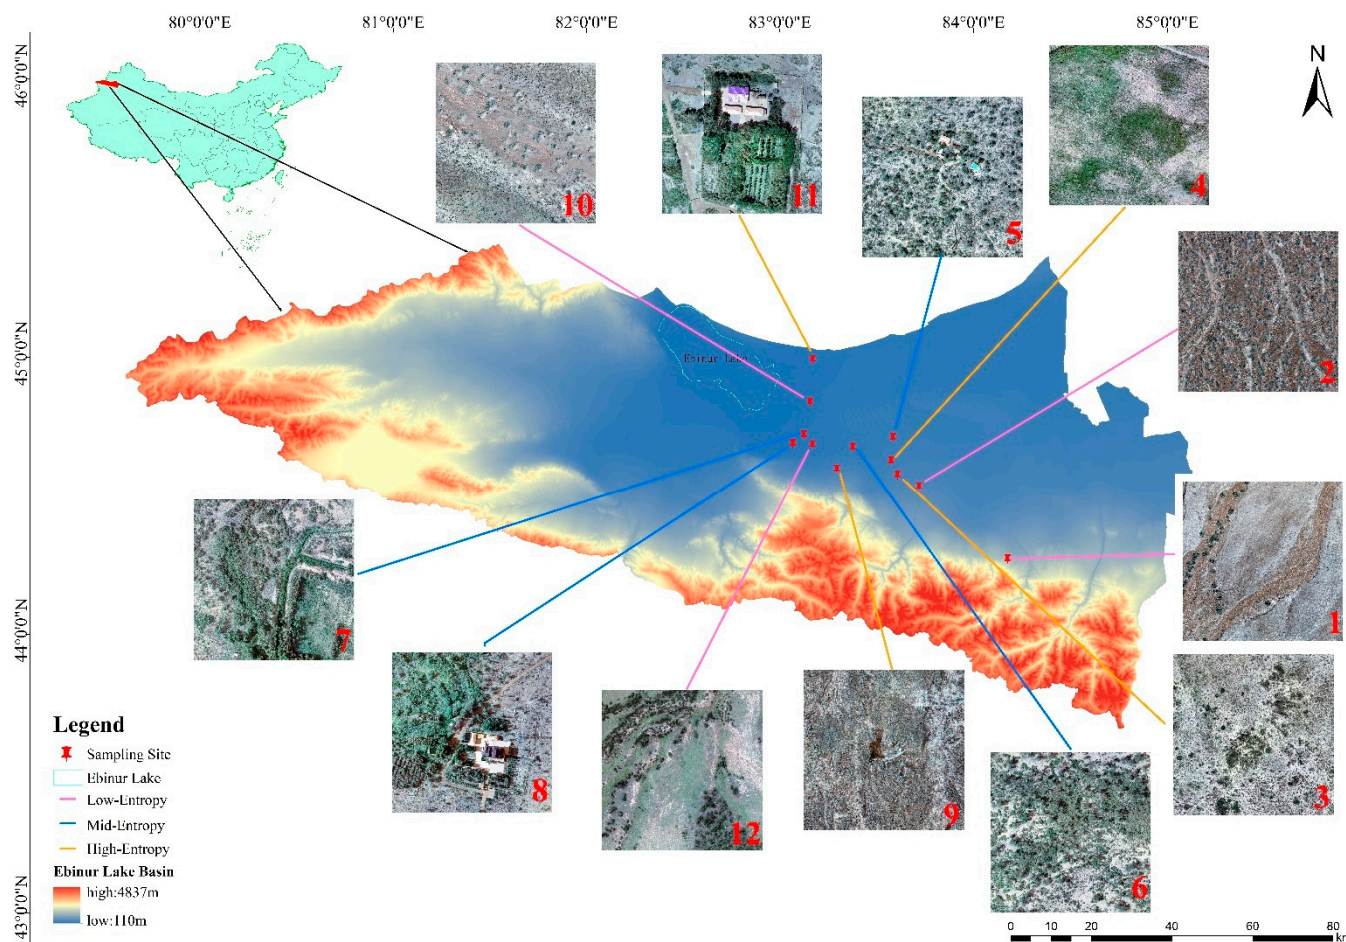 80°0'0"E 81°0'0"E 82°0'0"E 83°0'0"E 84°0'0"E 85°0'0"E
46°0'0"N
45°0'0"N
44°0'0"N
43°0'0"N
N
10
11
5
4
2
Ebinur Lake
1
7
8
12
9
6
3
Legend
Sampling Site
Ebinur Lake
Low-Entropy
Mid-Entropy
High-Entropy
Ebinur Lake Basin
high:4837m
low:110m
0 10 20 40 60 80